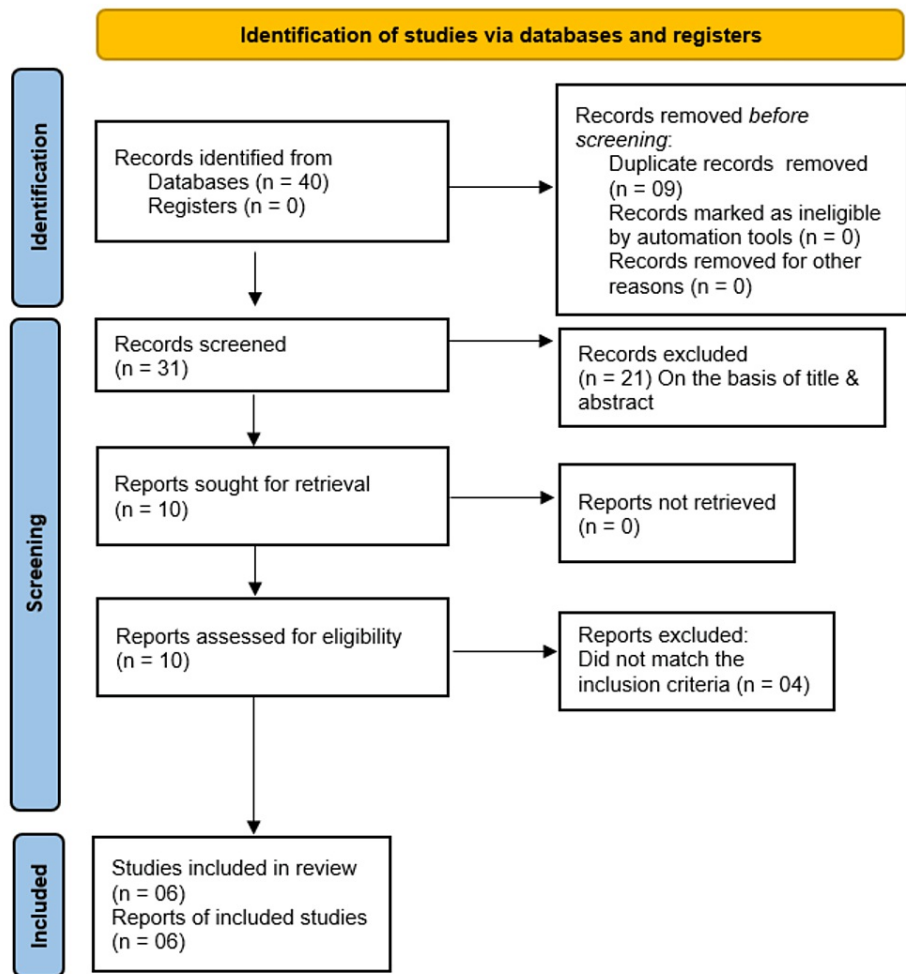 Identification of studies via databases and registers
Identification
Records identified from
Databases (n = 40)
Registers (n = 0)
Records removed before
screening:
Duplicate records removed
(n = 09)
Records marked as ineligible
by automation tools (n = 0)
Records removed for other
reasons (n = 0)
Screening
Records screened
(n = 31)
Records excluded
(n = 21) On the basis of title &
abstract
Reports sought for retrieval
(n = 10)
Reports not retrieved
(n = 0)
Reports assessed for eligibility
(n = 10)
Reports excluded:
Did not match the
inclusion criteria (n = 04)
Included
Studies included in review
(n = 06)
Reports of included studies
(n = 06)